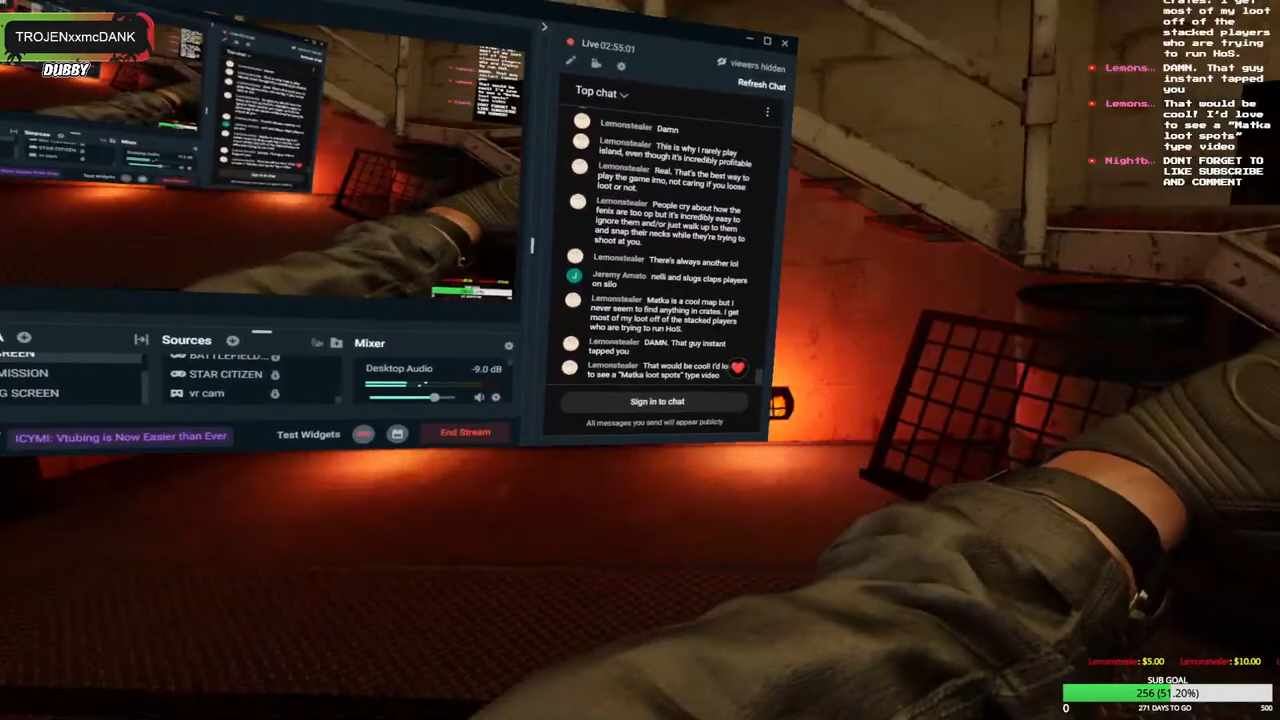 TROJENxxmcDANK
DUBBY
Live 02:55:01
viewers hidden
Refresh Chat
Top chat
Lemonstealer Damn
Lemonstealer This is why I rarely play
island, even though it's incredibly profitable
Lemonstealer Real. That's the best way to
play the game imo, not caring if you loose
loot or not.
Lemonstealer People cry about how the
fenix are too op but it's incredibly easy to
ignore them and/or just walk up to them
and snap their necks while they're trying to
shoot at you.
Lemonstealer There's always another lol
J Jeremy Amato nelli and slugs claps players
on silo
Lemonstealer Matka is a cool map but I
never seem to find anything in crates. I get
most of my loot off of the stacked players
who are trying to run HoS.
Lemonstealer DAMN. That guy instant
tapped you
Lemonstealer That would be cool! I'd lo
to see a "Matka loot spots" type video
Sign in to chat
All messages you send will appear publicly
Sources
Mixer
MISSION
G SCREEN
BATTLEFIELD...
STAR CITIZEN
vr cam
Desktop Audio
-9.0 dB
ICYMI: Vtubing is Now Easier than Ever
Test Widgets
End Stream
most of my loot
off of the
stacked players
who are trying
to run HoS.
Lemons... DAMN. That guy
instant tapped
you
Lemons... That would be
cool! I'd love
to see a "Matka
loot spots"
type video
Nightb... DONT FORGET TO
LIKE SUBSCRIBE
AND COMMENT
Lemonstealer: $5.00 Lemonstealer: $10.00
SUB GOAL
256 (51.20%)
0 271 DAYS TO GO 500